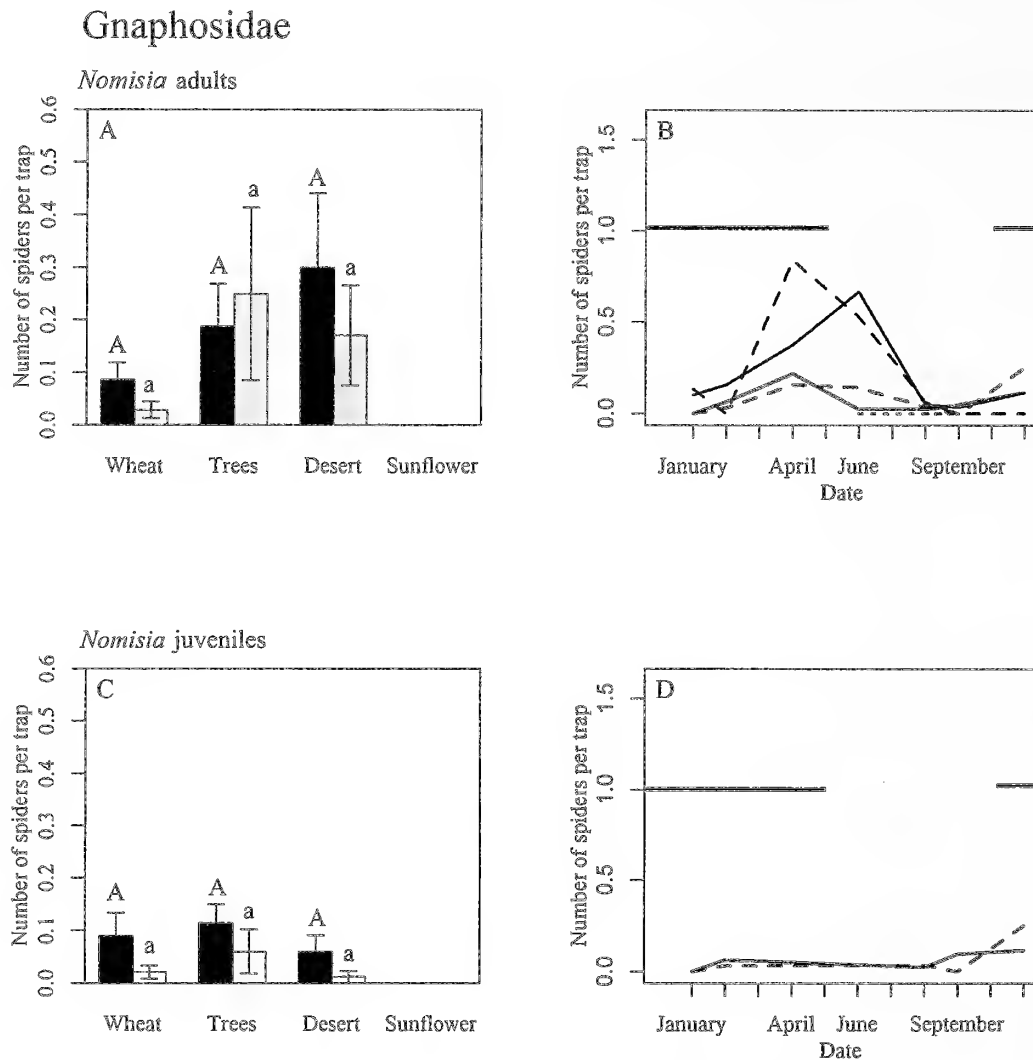 Gnaphosidae
Nomisia adults
A
Number of spiders per trap
0.0 0.1 0.2 0.3 0.4 0.5 0.6
A a A a A a
Wheat Trees Desert Sunflower
B
Number of spiders per trap
0.0 0.5 1.0 1.5
January April June September
Date
Nomisia juveniles
C
Number of spiders per trap
0.0 0.1 0.2 0.3 0.4 0.5 0.6
A a A a A a
Wheat Trees Desert Sunflower
D
Number of spiders per trap
0.0 0.5 1.0 1.5
January April June September
Date